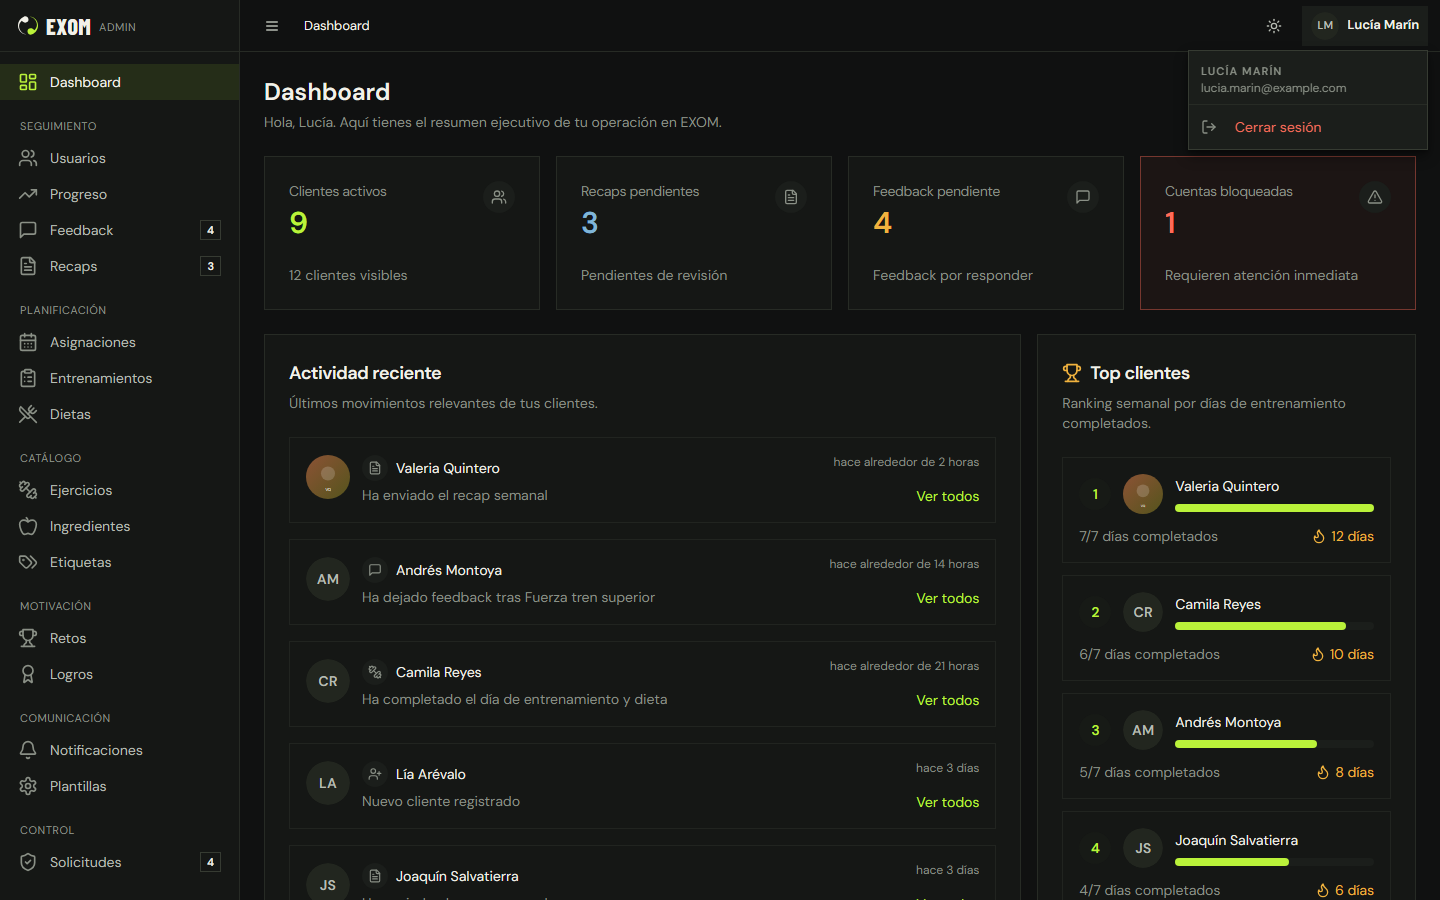 EXOM ADMIN
Dashboard
SEGUIMIENTO
Usuarios
Progreso
Feedback 4
Recaps 3
PLANIFICACIÓN
Asignaciones
Entrenamientos
Dietas
CATÁLOGO
Ejercicios
Ingredientes
Etiquetas
MOTIVACIÓN
Retos
Logros
COMUNICACIÓN
Notificaciones
Plantillas
CONTROL
Solicitudes 4
Dashboard
LM Lucía Marín
LUCÍA MARÍN
lucia.marin@example.com
Cerrar sesión
Dashboard
Hola, Lucía. Aquí tienes el resumen ejecutivo de tu operación en EXOM.
Clientes activos
9
12 clientes visibles
Recaps pendientes
3
Pendientes de revisión
Feedback pendiente
4
Feedback por responder
Cuentas bloqueadas
1
Requieren atención inmediata
Actividad reciente
Últimos movimientos relevantes de tus clientes.
Valeria Quintero
hace alrededor de 2 horas
Ha enviado el recap semanal
Ver todos
AM
Andrés Montoya
hace alrededor de 14 horas
Ha dejado feedback tras Fuerza tren superior
Ver todos
CR
Camila Reyes
hace alrededor de 21 horas
Ha completado el día de entrenamiento y dieta
Ver todos
LA
Lía Arévalo
hace 3 días
Nuevo cliente registrado
Ver todos
JS
Joaquín Salvatierra
hace 3 días
Top clientes
Ranking semanal por días de entrenamiento
completados.
1
Valeria Quintero
7/7 días completados
12 días
2
CR
Camila Reyes
6/7 días completados
10 días
3
AM
Andrés Montoya
5/7 días completados
8 días
4
JS
Joaquín Salvatierra
4/7 días completados
6 días